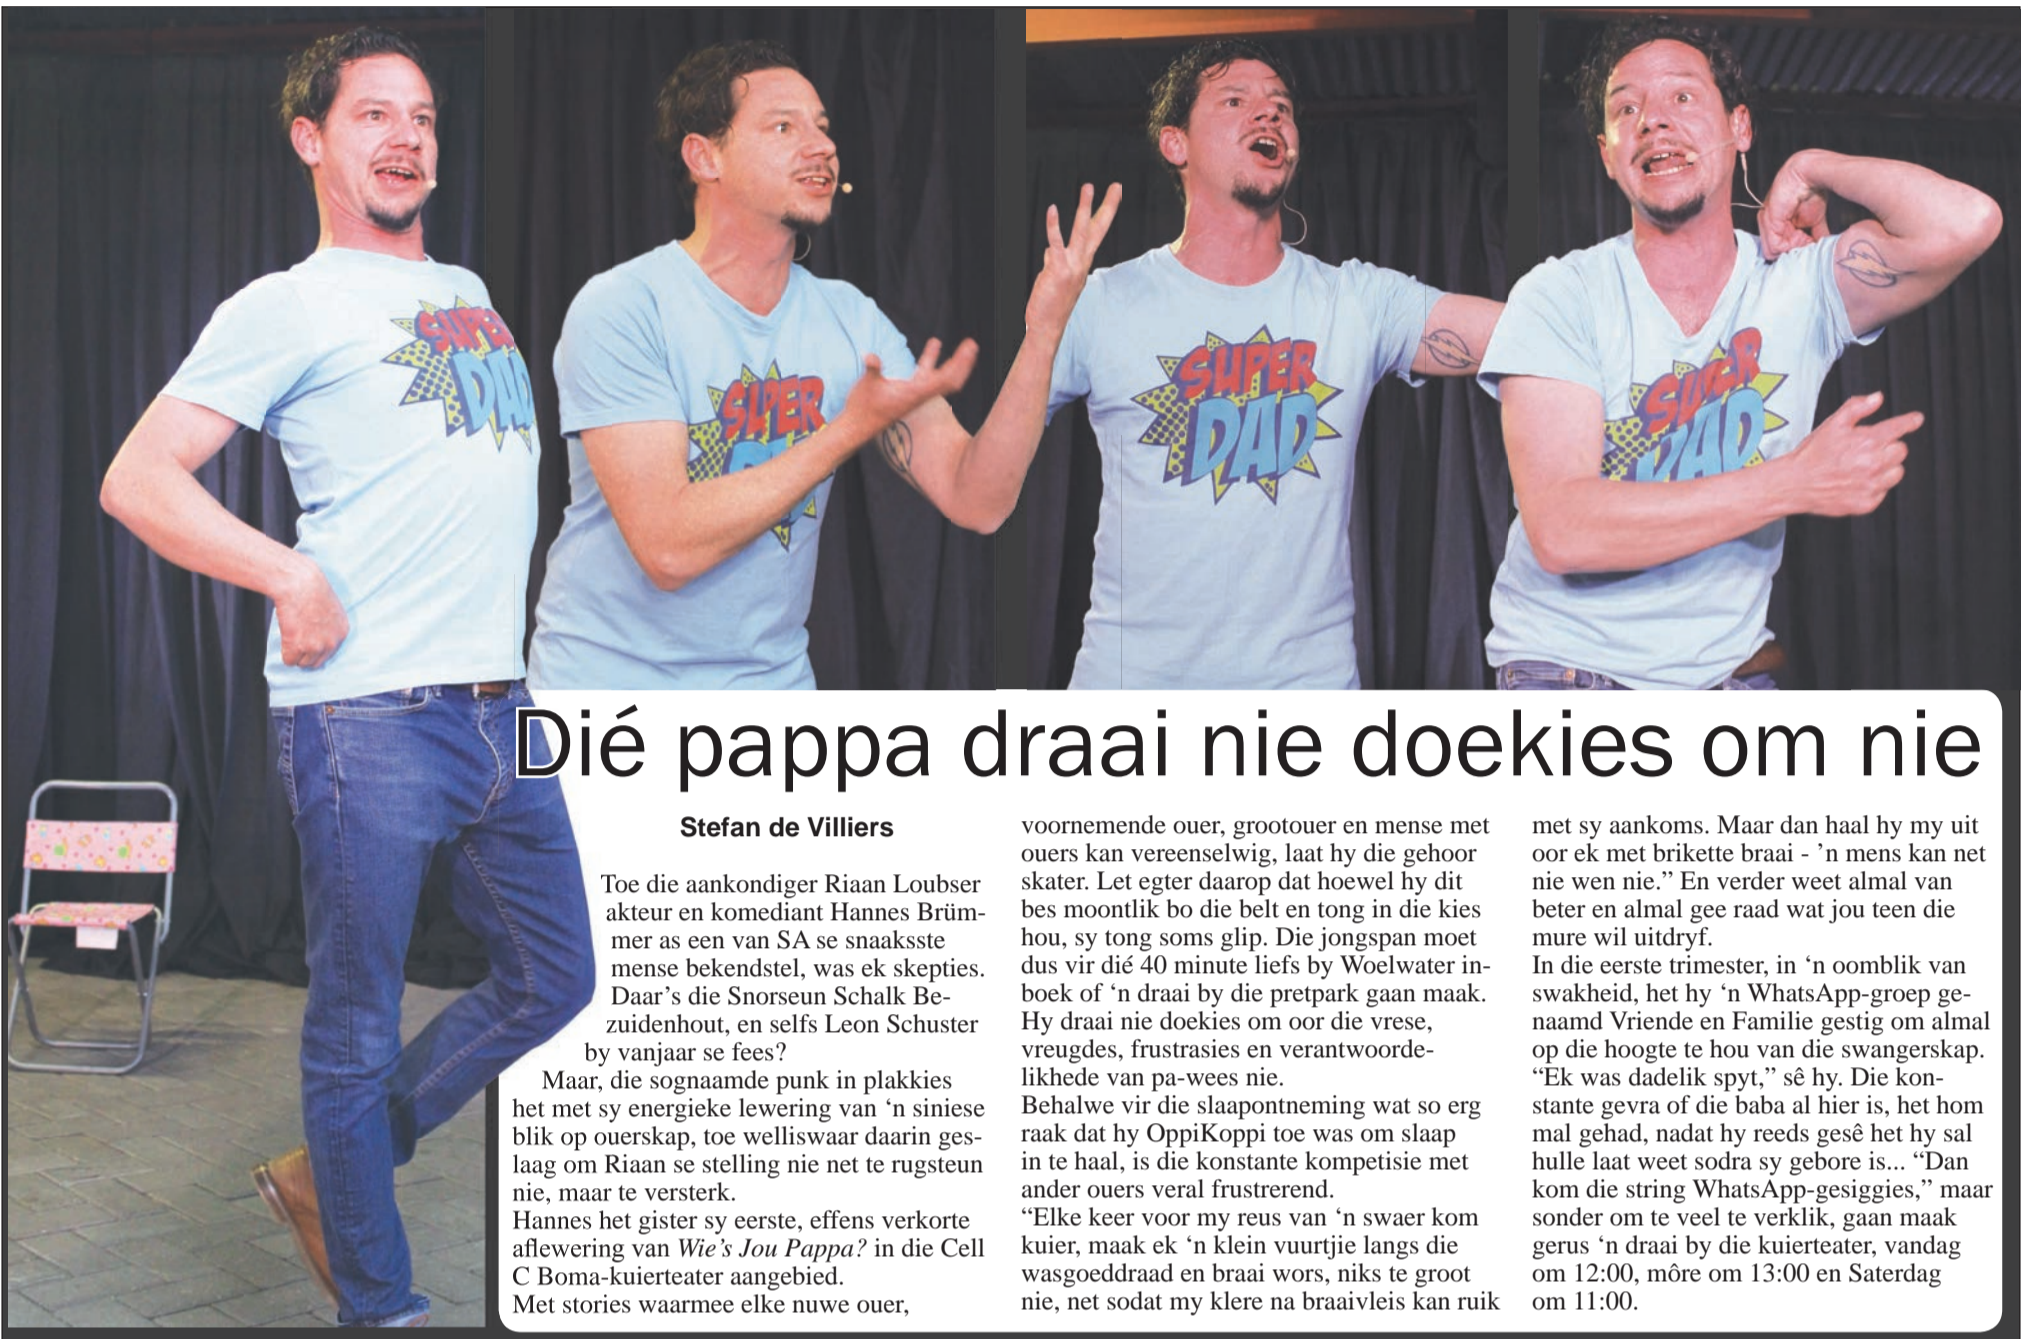 SUPER
DAD
SUPER
SUPER
DAD
SUPER
DAD
Dié pappa draai nie doekies om nie
Stefan de Villiers
Toe die aankondiger Riaan Loubser
akteur en komediant Hannes Brüm-
mer as een van SA se snaaksste
mense bekendstel, was ek skepties.
Daar’s die Snorseun Schalk Be-
zuidenhout, en selfs Leon Schuster
by vanjaar se fees?
Maar, die sognaamde punk in plakkies
het met sy energieke lewering van ‘n siniese
blik op ouerskap, toe welliswaar daarin ges-
laag om Riaan se stelling nie net te rugsteun
nie, maar te versterk.
Hannes het gister sy eerste, effens verkorte
aflewering van Wie’s Jou Pappa? in die Cell
C Boma-kuierteater aangebied.
Met stories waarmee elke nuwe ouer,
voornemende ouer, grootouer en mense met
ouers kan vereenselwig, laat hy die gehoor
skater. Let egter daarop dat hoewel hy dit
bes moontlik bo die belt en tong in die kies
hou, sy tong soms glip. Die jongspan moet
dus vir dié 40 minute liefs by Woelwater in-
boek of ‘n draai by die pretpark gaan maak.
Hy draai nie doekies om oor die vrese,
vreugdes, frustrasies en verantwoorde-
likhede van pa-wees nie.
Behalwe vir die slaapontneming wat so erg
raak dat hy OppiKoppi toe was om slaap
in te haal, is die konstante kompetisie met
ander ouers veral frustrerend.
“Elke keer voor my reus van ‘n swaer kom
kuier, maak ek ‘n klein vuurtjie langs die
wasgoeddraad en braai wors, niks te groot
nie, net sodat my klere na braaivleis kan ruik
met sy aankoms. Maar dan haal hy my uit
oor ek met brikette braai - ’n mens kan net
nie wen nie.” En verder weet almal van
beter en almal gee raad wat jou teen die
mure wil uitdryf.
In die eerste trimester, in ‘n oomblik van
swakheid, het hy ‘n WhatsApp-groep ge-
naamd Vriende en Familie gestig om almal
op die hoogte te hou van die swangerskap.
“Ek was dadelik spyt,” sê hy. Die kon-
stante gevra of die baba al hier is, het hom
mal gehad, nadat hy reeds gesê het hy sal
hulle laat weet sodra sy gebore is... “Dan
kom die string WhatsApp-gesiggies,” maar
sonder om te veel te verklik, gaan maak
gerus ‘n draai by die kuierteater, vandag
om 12:00, môre om 13:00 en Saterdag
om 11:00.